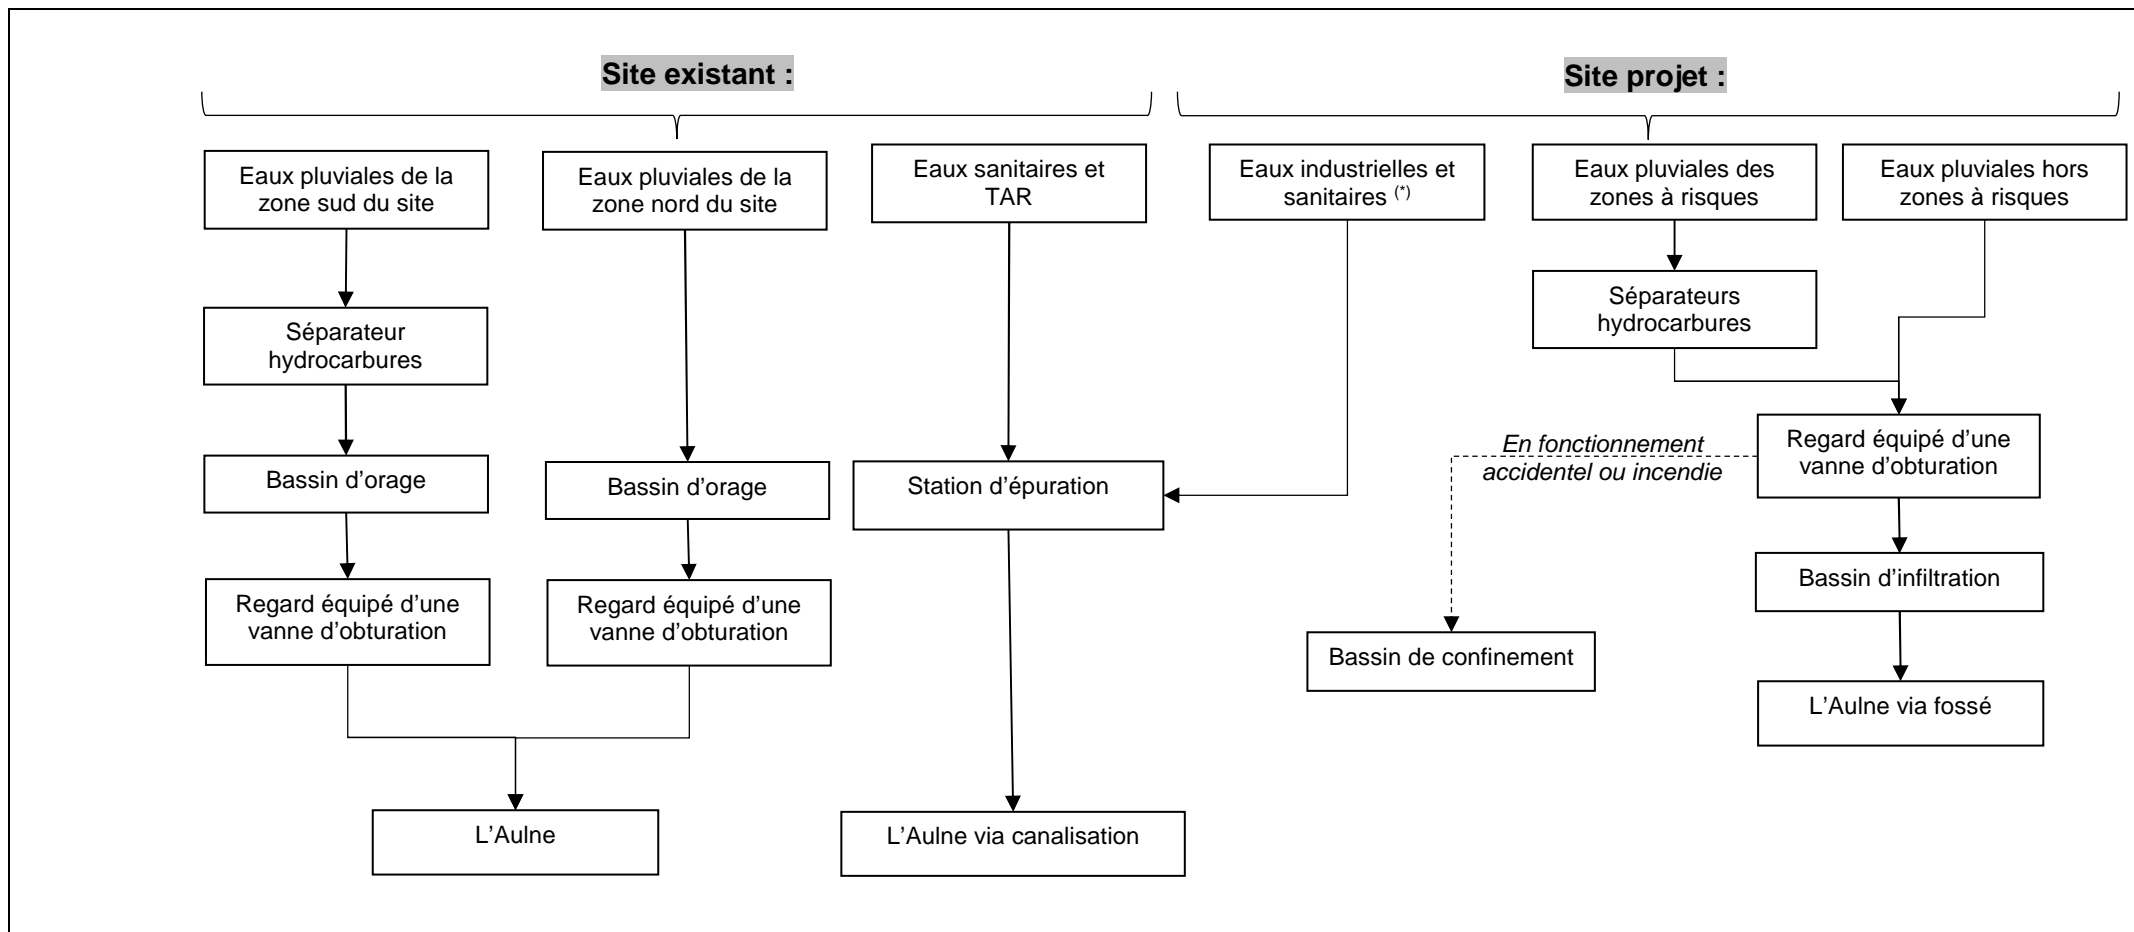 Site existant :
Site projet :
Eaux pluviales de la
zone sud du site
Eaux pluviales de la
zone nord du site
Eaux sanitaires et
TAR
Eaux industrielles et
sanitaires (*)
Eaux pluviales des
zones à risques
Eaux pluviales hors
zones à risques
Séparateur
hydrocarbures
Séparateurs
hydrocarbures
Bassin d’orage
Bassin d’orage
Station d’épuration
En fonctionnement
accidentel ou incendie
Regard équipé d’une
vanne d’obturation
Regard équipé d’une
vanne d’obturation
Regard équipé d’une
vanne d’obturation
Bassin d’infiltration
Bassin de confinement
L’Aulne via fossé
L’Aulne
L’Aulne via canalisation